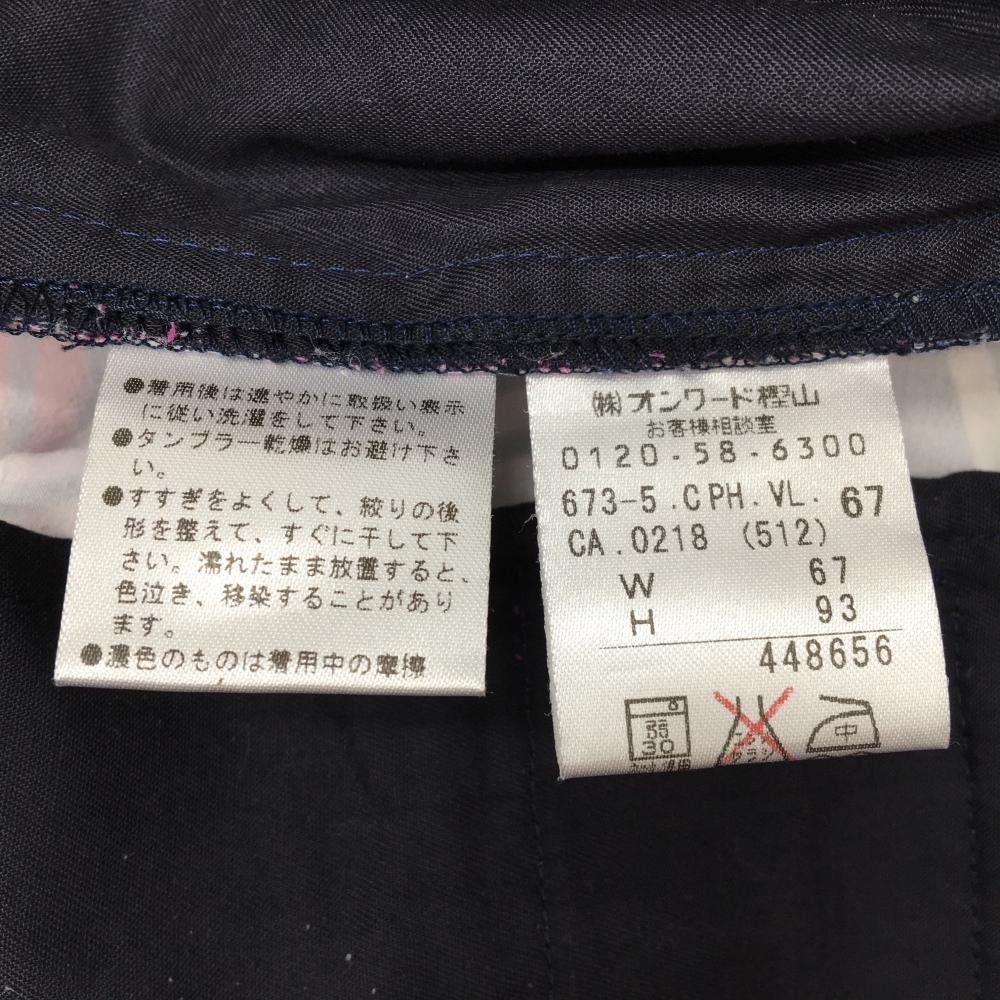 ●着用後は速やかに取扱い表示
に従い洗濯をして下さい。
●タンブラー乾燥はお避け下さ
い。
●すすぎをよくして、絞りの後
形を整えて、すぐに干して下
さい。濡れたまま放置すると、
色泣き、移染することがあり
ます。
●濃色のものは着用中の摩擦
㈱オンワード樫山
お客様相談室
0120-58-6300
673-5.CPH.VL. 67
CA.0218 (512)
W 67
H 93
448656
弱
30
中